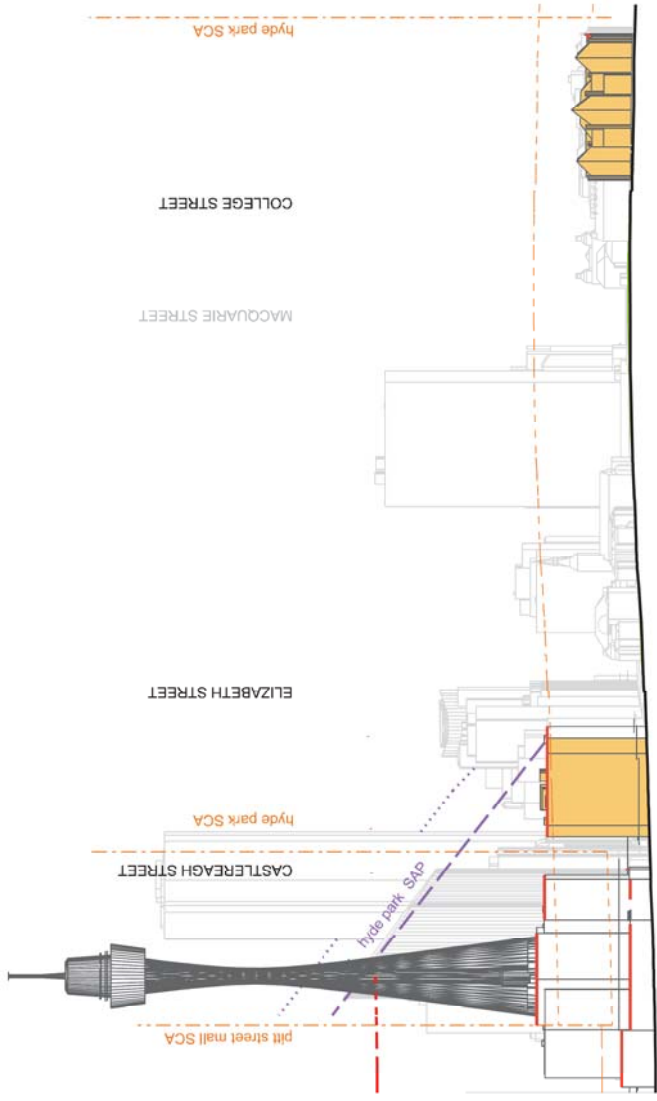 hyde park SCA
COLLEGE STREET
MACQUARIE STREET
ELIZABETH STREET
hyde park SCA
CASTLEREAGH STREET
hyde park SAP
pitt street mall SCA